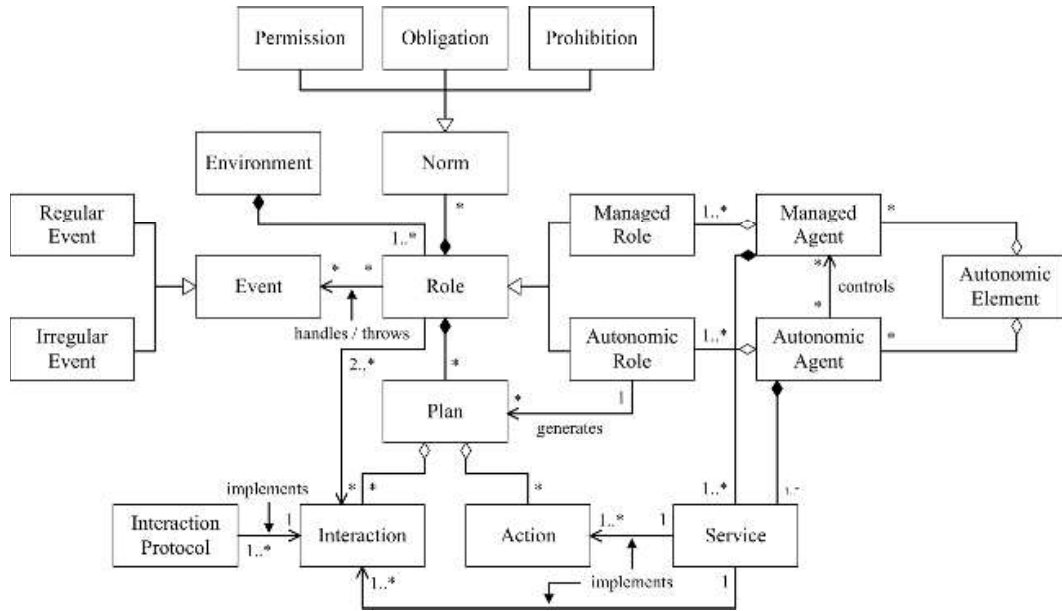 Permission
Obligation
Prohibition
Environment
Norm
Regular
Event
Managed
Role
Managed
Agent
*
1..*
1..*
*
Event
*
*
Role
*
controls
*
Autonomic
Element
handles / throws
Irregular
Event
2..*
*
Autonomic
Role
1..*
Autonomic
Agent
*
Plan
*
1
generates
implements
*
*
*
1..*
Interaction
Protocol
1
1..*
Interaction
Action
1..*
1
Service
1..*
implements
1